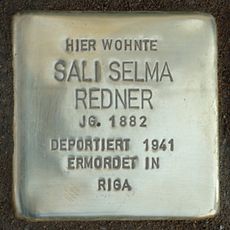 HIER WOHNTE
SALI SELMA
REDNER
JG. 1882
DEPORTIERT 1941
ERMORDET IN
RIGA